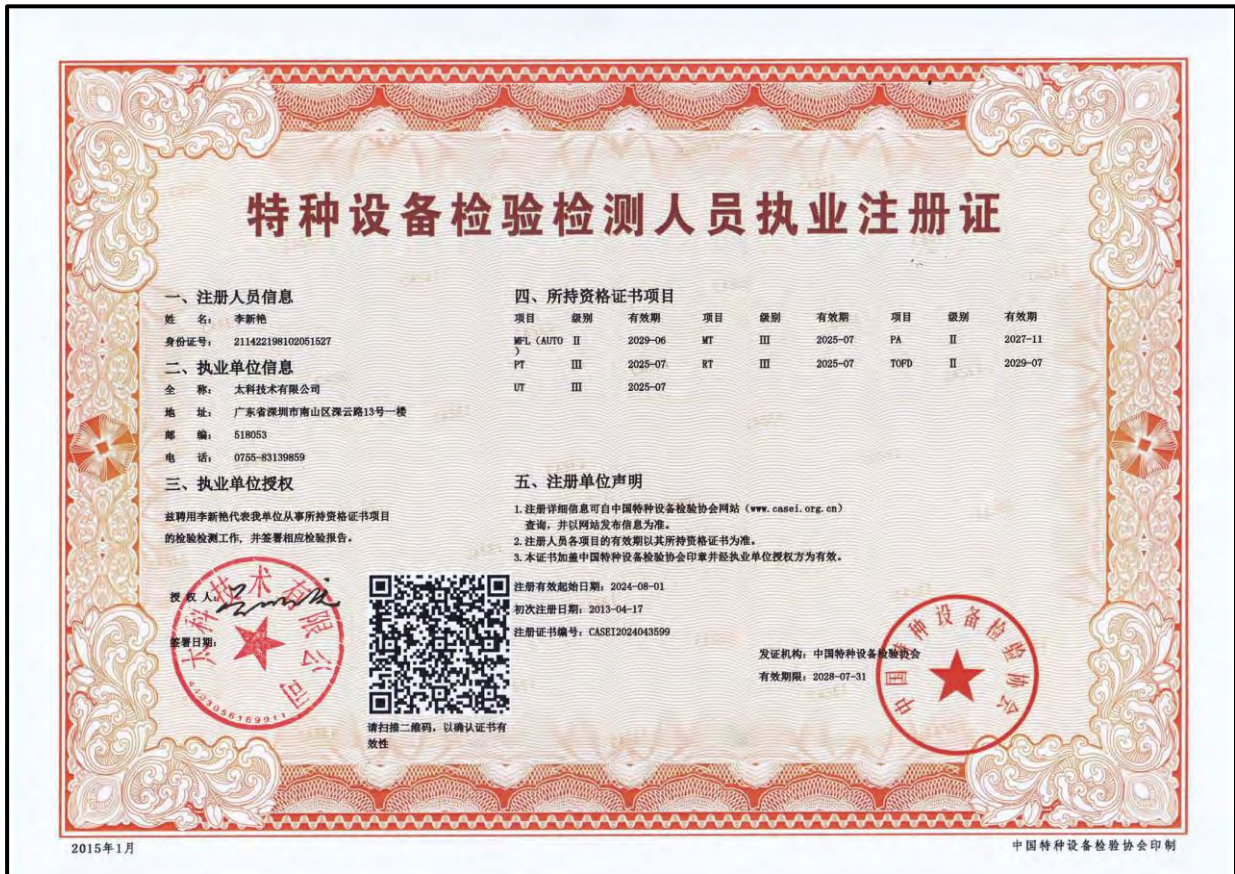 特种设备检验检测人员执业注册证
一、注册人员信息
姓 名: 李新艳
身份证号: 211422198102051527
二、执业单位信息
全 称: 太科技术有限公司
地 址: 广东省深圳市南山区深云路13号一楼
邮 编: 518053
电 话: 0755-83139859
三、执业单位授权
兹聘用李新艳代表我单位从事所持资格证书项目
的检验检测工作, 并签署相应检验报告。
授 权 人:
签署日期:
太科技术有限公司
4403056169911
请扫描二维码, 以确认证书有
效性
四、所持资格证书项目
项目 级别 有效期 项目 级别 有效期 项目 级别 有效期
MFL (AUTO II 2029-06 MT III 2025-07 PA II 2027-11
)
PT III 2025-07 RT III 2025-07 TOFD II 2029-07
UT III 2025-07
五、注册单位声明
1.注册详细信息可自中国特种设备检验协会网站 (www.casei.org.cn)
查询, 并以网站发布信息为准。
2.注册人员各项目的有效期以其所持资格证书为准。
3.本证书加盖中国特种设备检验协会印章并经执业单位授权方为有效。
注册有效起始日期: 2024-08-01
初次注册日期: 2013-04-17
注册证书编号: CASEI2024043599
发证机构: 中国特种设备检验协会
有效期限: 2028-07-31
中国特种设备检验协会
2015年1月
中国特种设备检验协会印制